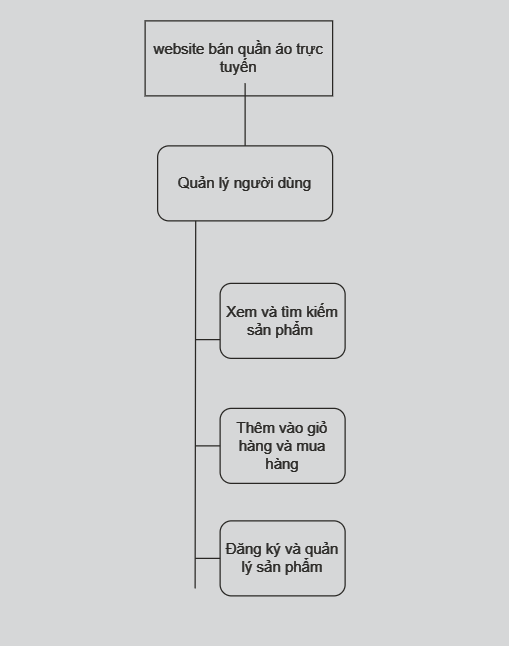 website bán quần áo trực
tuyến
Quản lý người dùng
Xem và tìm kiếm
sản phẩm
Thêm vào giỏ
hàng và mua
hàng
Đăng ký và quản
lý sản phẩm